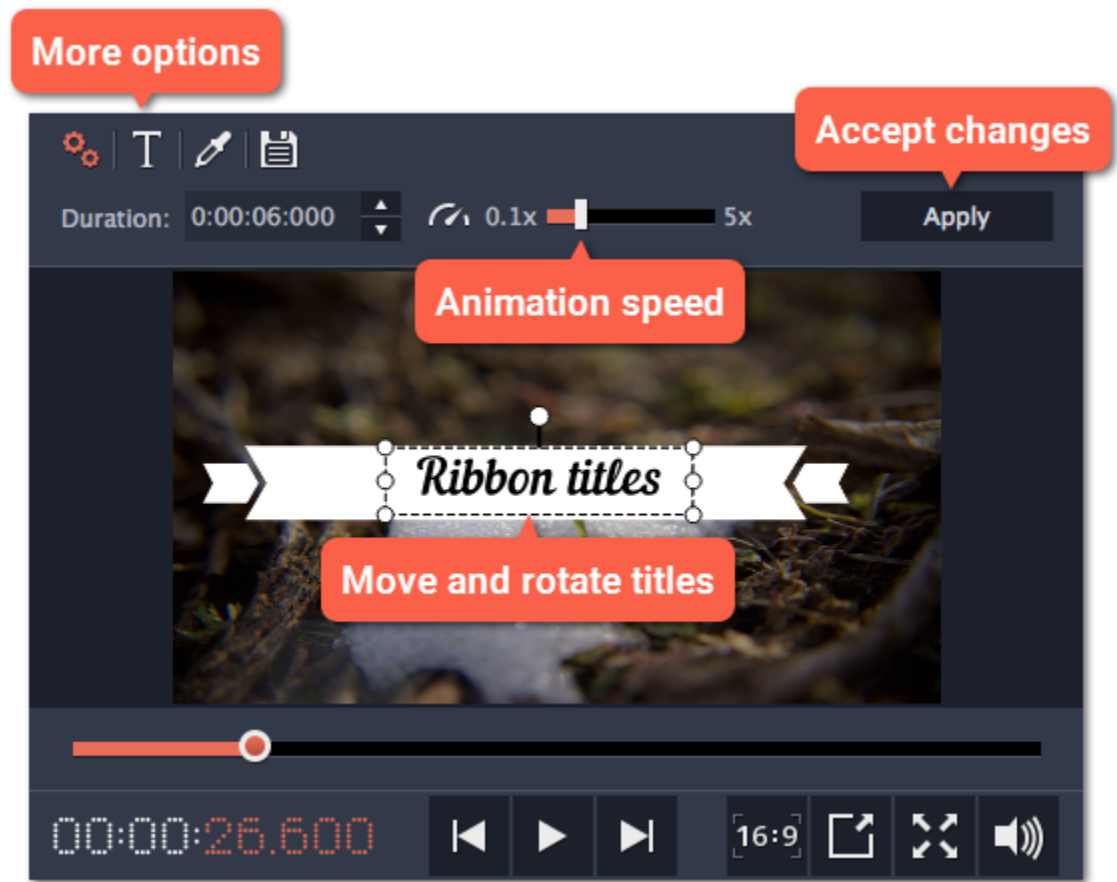 More options
Accept changes
T
Duration: 0:00:06:000 0.1x 5x Apply
Animation speed
Ribbon titles
Move and rotate titles
00:00:26.600 16:9